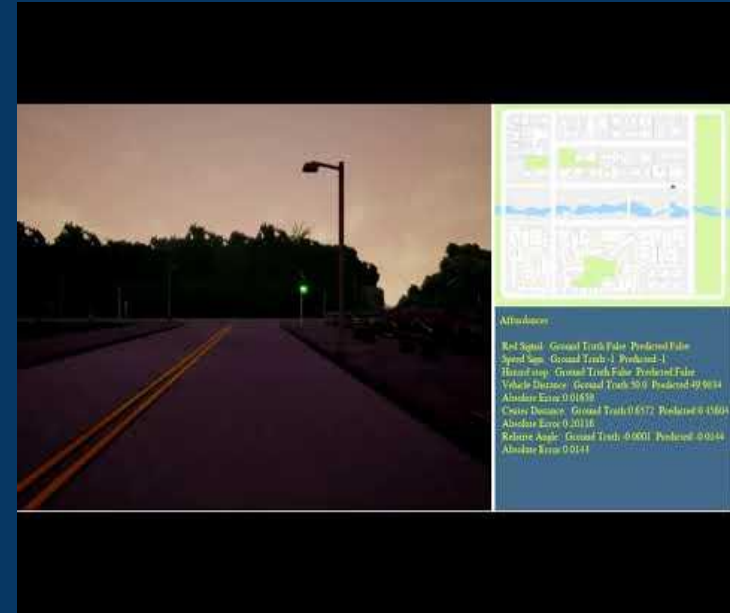 Affordances
Red Signal Ground Truth False Predicted False
Speed Sign Ground Truth -1 Predicted -1
Hazard stop Ground Truth False Predicted False
Vehicle Distance Ground Truth 50.0 Predicted 49.9834
Absolute Error 0.01658
Center Distance Ground Truth 0.6572 Predicted 0.45604
Absolute Error 0.20116
Relative Angle Ground Truth -0.0001 Predicted -0.0144
Absolute Error 0.0143